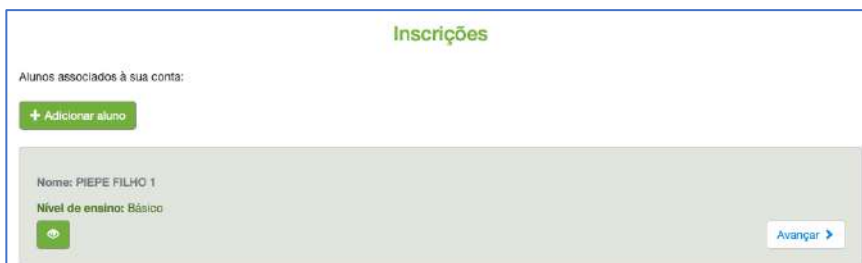 Inscrições
Alunos associados à sua conta:
+ Adicionar aluno
Nome: PIEPE FILHO 1
Nível de ensino: Básico
Avançar >